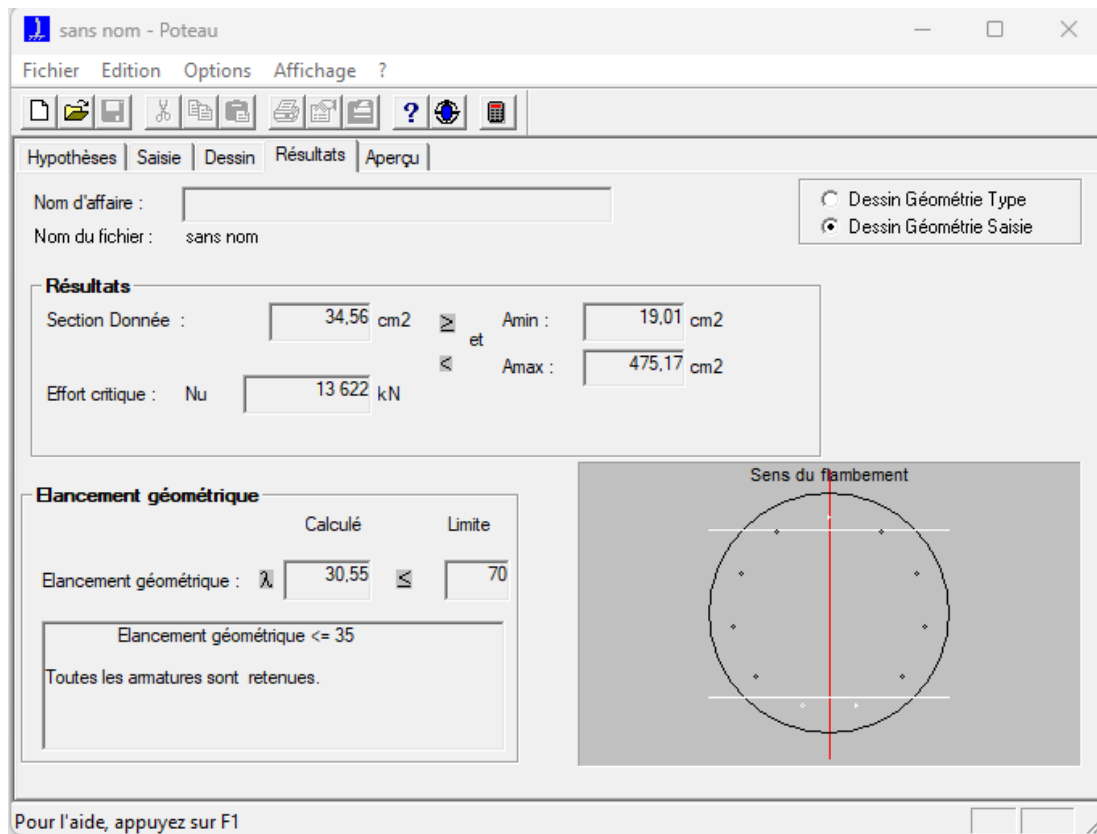 sans nom - Poteau
Fichier Edition Options Affichage ?
Hypothèses Saisie Dessin Résultats Aperçu
Nom d'affaire :
Dessin Géométrie Type
Nom du fichier : sans nom
Dessin Géométrie Saisie
Résultats
Section Donnée : 34,56 cm2 ≥ et Amin : 19,01 cm2
≤ Amax : 475,17 cm2
Effort critique : Nu 13 622 kN
Sens du flambement
Elancement géométrique
Calculé Limite
Elancement géométrique : λ 30,55 ≤ 70
Elancement géométrique <= 35
Toutes les armatures sont retenues.
Pour l'aide, appuyez sur F1